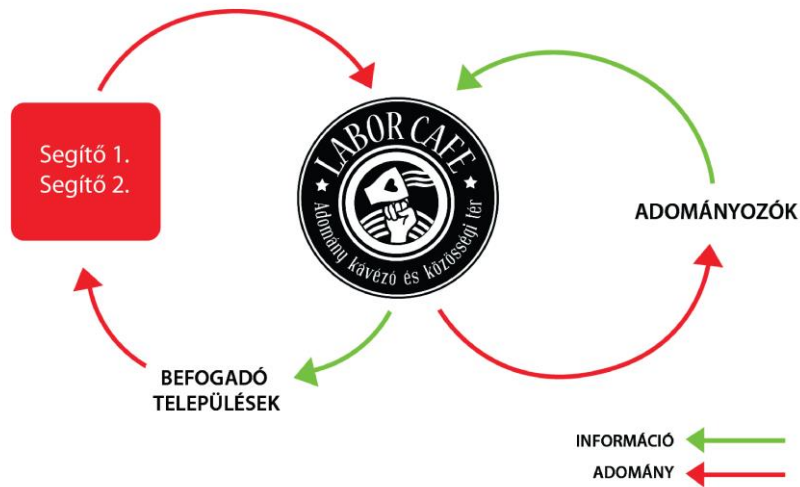 Segítő 1.
Segítő 2.
LABOR CAFE
Adomány kávézó és közösségi tér
ADOMÁNYOZÓK
BEFOGADÓ
TELEPÜLÉSEK
INFORMÁCIÓ
ADOMÁNY